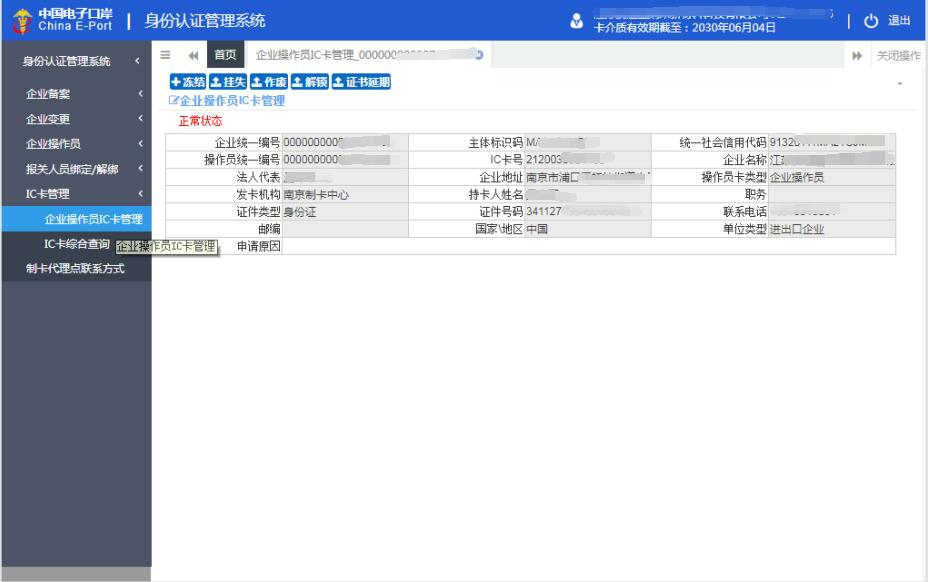 中国电子口岸
China E-Port
身份认证管理系统
卡介质有效期截至：2030年06月04日
退出
身份认证管理系统
企业备案
企业变更
企业操作员
报关人员绑定/解绑
IC卡管理
企业操作员IC卡管理
IC卡综合查询
企业操作员IC卡管理
制卡代理点联系方式
首页
企业操作员IC卡管理_000000
关闭操作
冻结 挂失 作废 解锁 证书延期
企业操作员IC卡管理
正常状态
企业统一编号 000000000 主体标识码 MA 统一社会信用代码 91320
操作员统一编号 000000000 IC卡号 212003 企业名称
法人代表 企业地址 南京市浦口 操作员卡类型 企业操作员
发卡机构 南京制卡中心 持卡人姓名 职务
证件类型 身份证 证件号码 341127 联系电话
邮编 国家\地区 中国 单位类型 进出口企业
申请原因